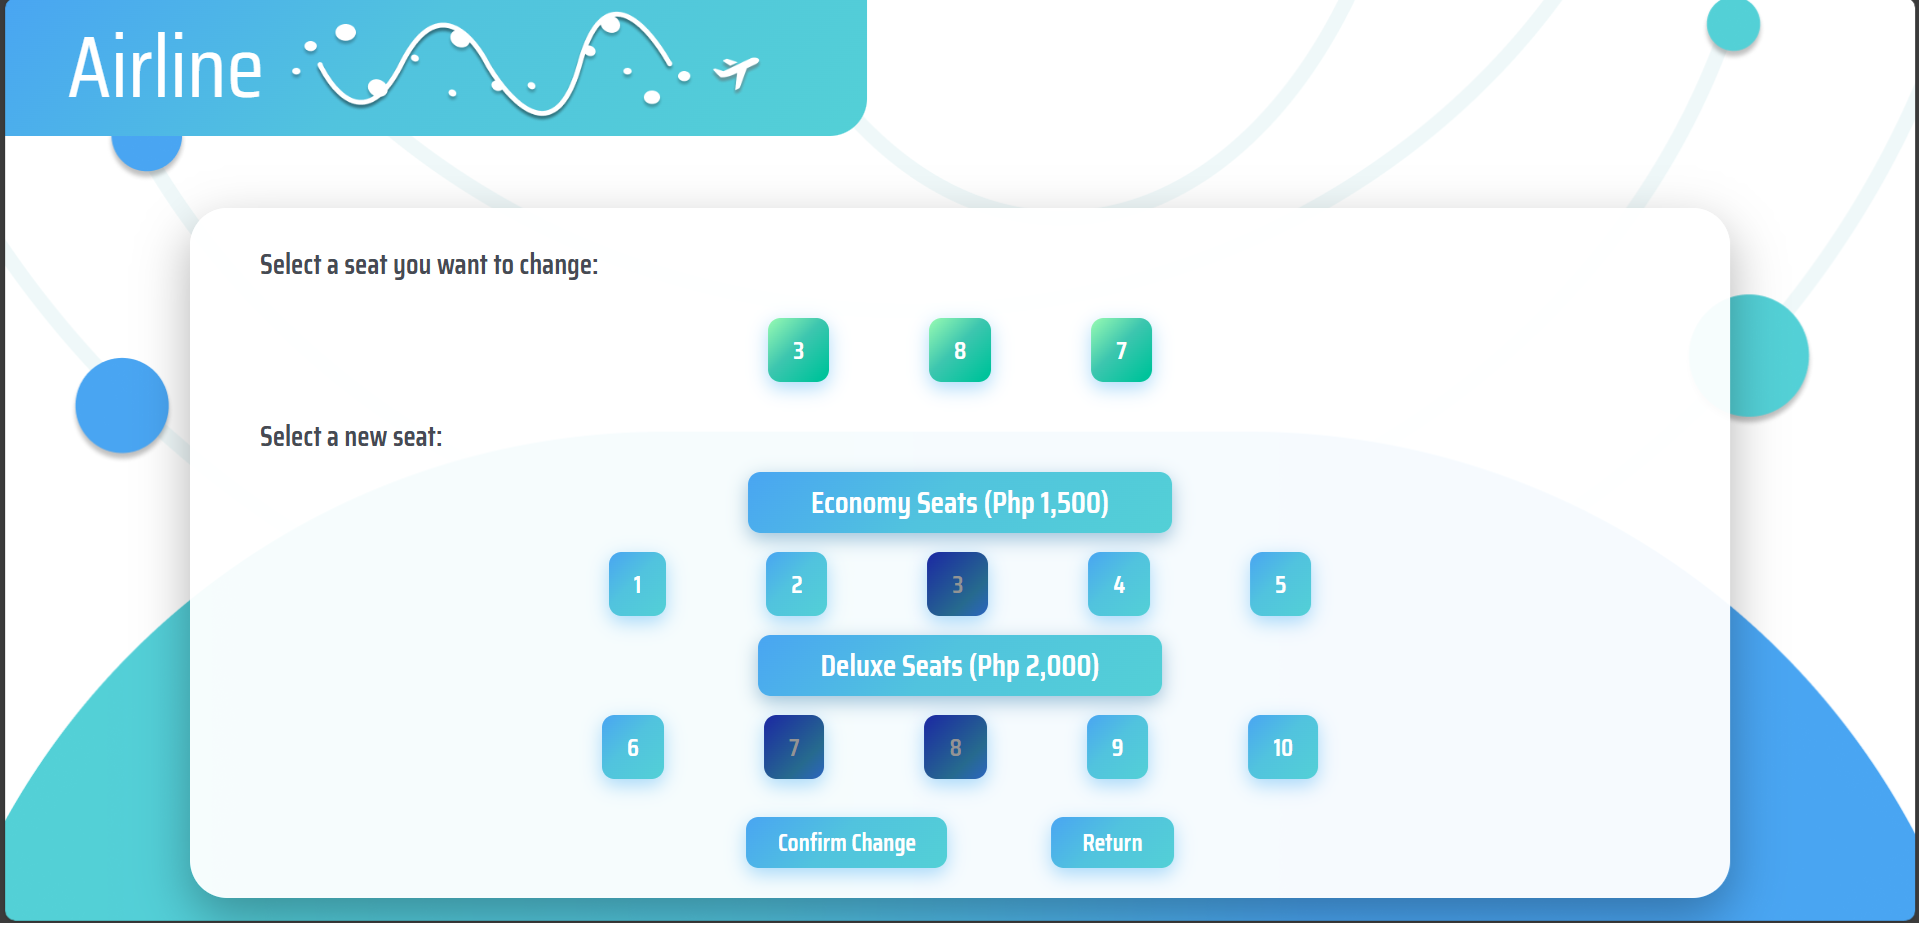 Airline
Select a seat you want to change:
3 8 7
Select a new seat:
Economy Seats (Php 1,500)
1 2 3 4 5
Deluxe Seats (Php 2,000)
6 7 8 9 10
Confirm Change Return